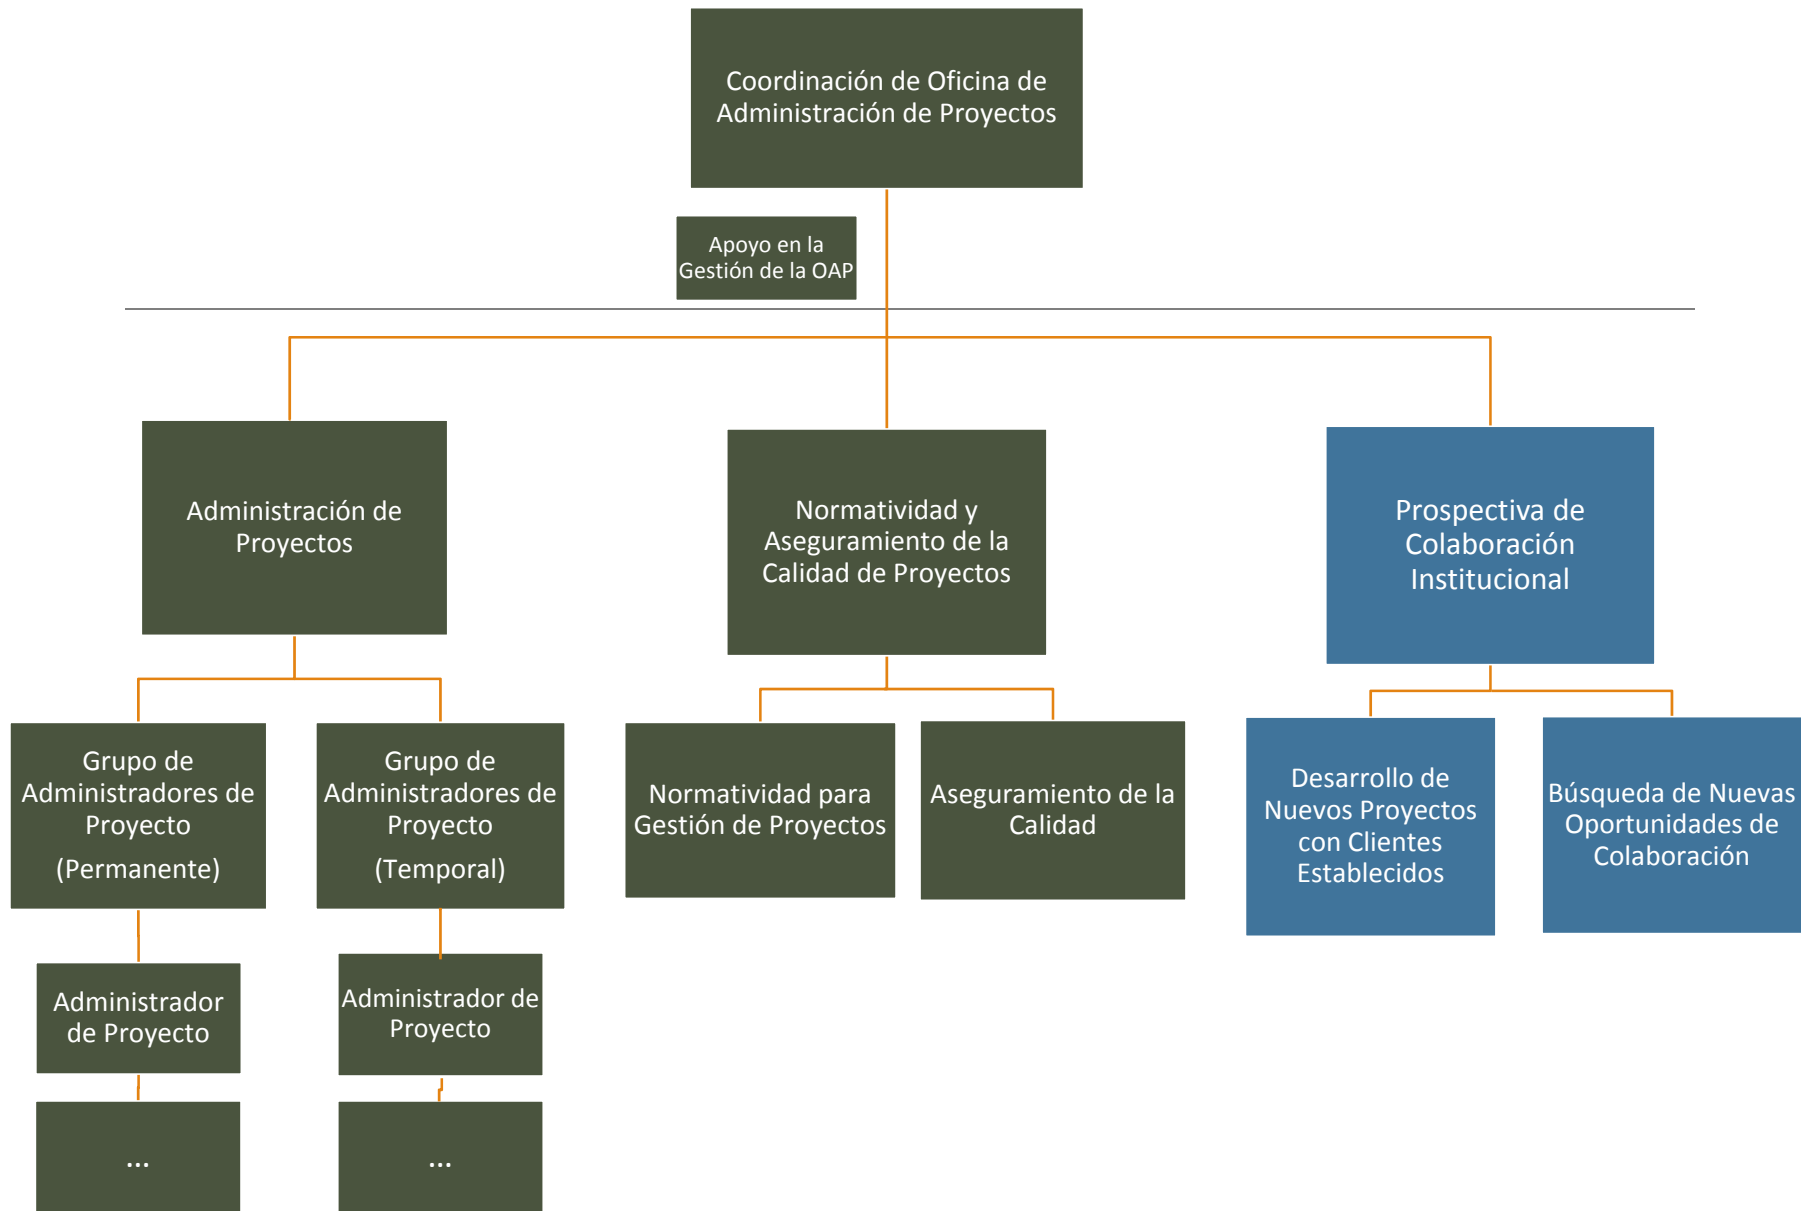 Coordinación de Oficina de
Administración de Proyectos
Apoyo en la
Gestión de la OAP
Administración de
Proyectos
Normatividad y
Aseguramiento de la
Calidad de Proyectos
Prospectiva de
Colaboración
Institucional
Grupo de
Administradores de
Proyecto
(Permanente)
Grupo de
Administradores de
Proyecto
(Temporal)
Normatividad para
Gestión de Proyectos
Aseguramiento de la
Calidad
Desarrollo de
Nuevos Proyectos
con Clientes
Establecidos
Búsqueda de Nuevas
Oportunidades de
Colaboración
Administrador
de Proyecto
Administrador de
Proyecto
...
...